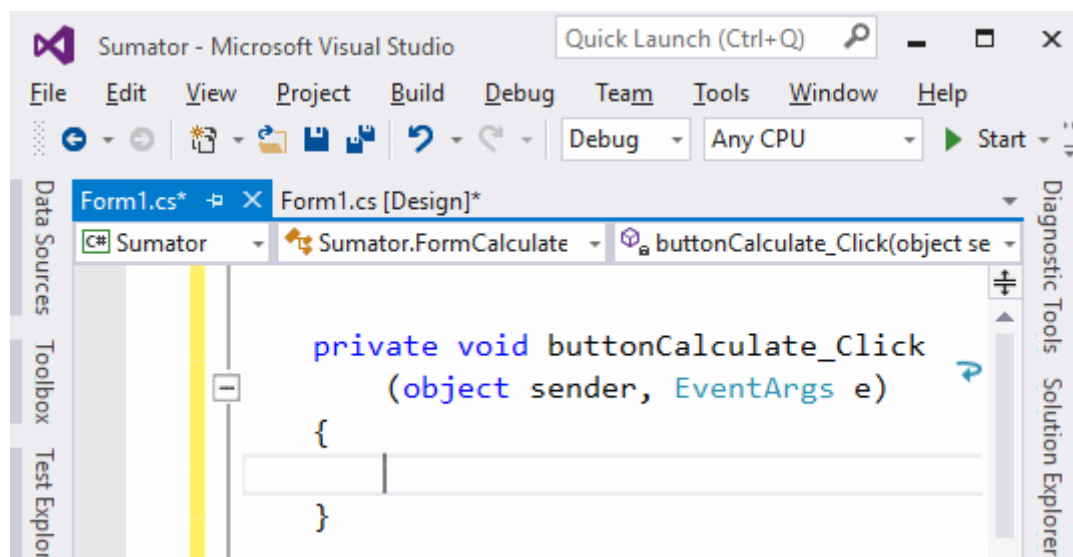 Sumator - Microsoft Visual Studio
Quick Launch (Ctrl+Q)
File Edit View Project Build Debug Team Tools Window Help
Debug Any CPU Start
Form1.cs* Form1.cs [Design]*
C# Sumator Sumator.FormCalculate buttonCalculate_Click(object se
private void buttonCalculate_Click
(object sender, EventArgs e)
{
}
Data Sources
Toolbox
Test Explor
Diagnostic Tools
Solution Explorer